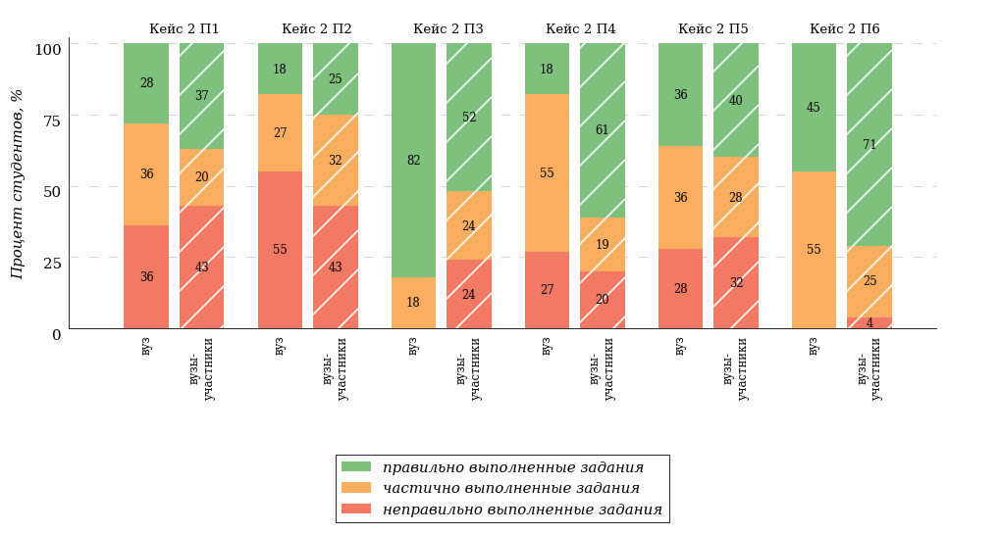 Кейс 2 П1 Кейс 2 П2 Кейс 2 П3 Кейс 2 П4 Кейс 2 П5 Кейс 2 П6
Процент студентов, %
100
75
50
25
0
28 37 18 25 82 52 18 61 36 40 45 71
36 20 27 32 18 24 55 19 36 28 55 25
36 43 55 43 24 27 20 28 32 4
вуз вузы- вуз вузы- вуз вузы- вуз вузы- вуз вузы- вуз вузы-
участники участники участники участники участники участники
правильно выполненные задания
частично выполненные задания
неправильно выполненные задания